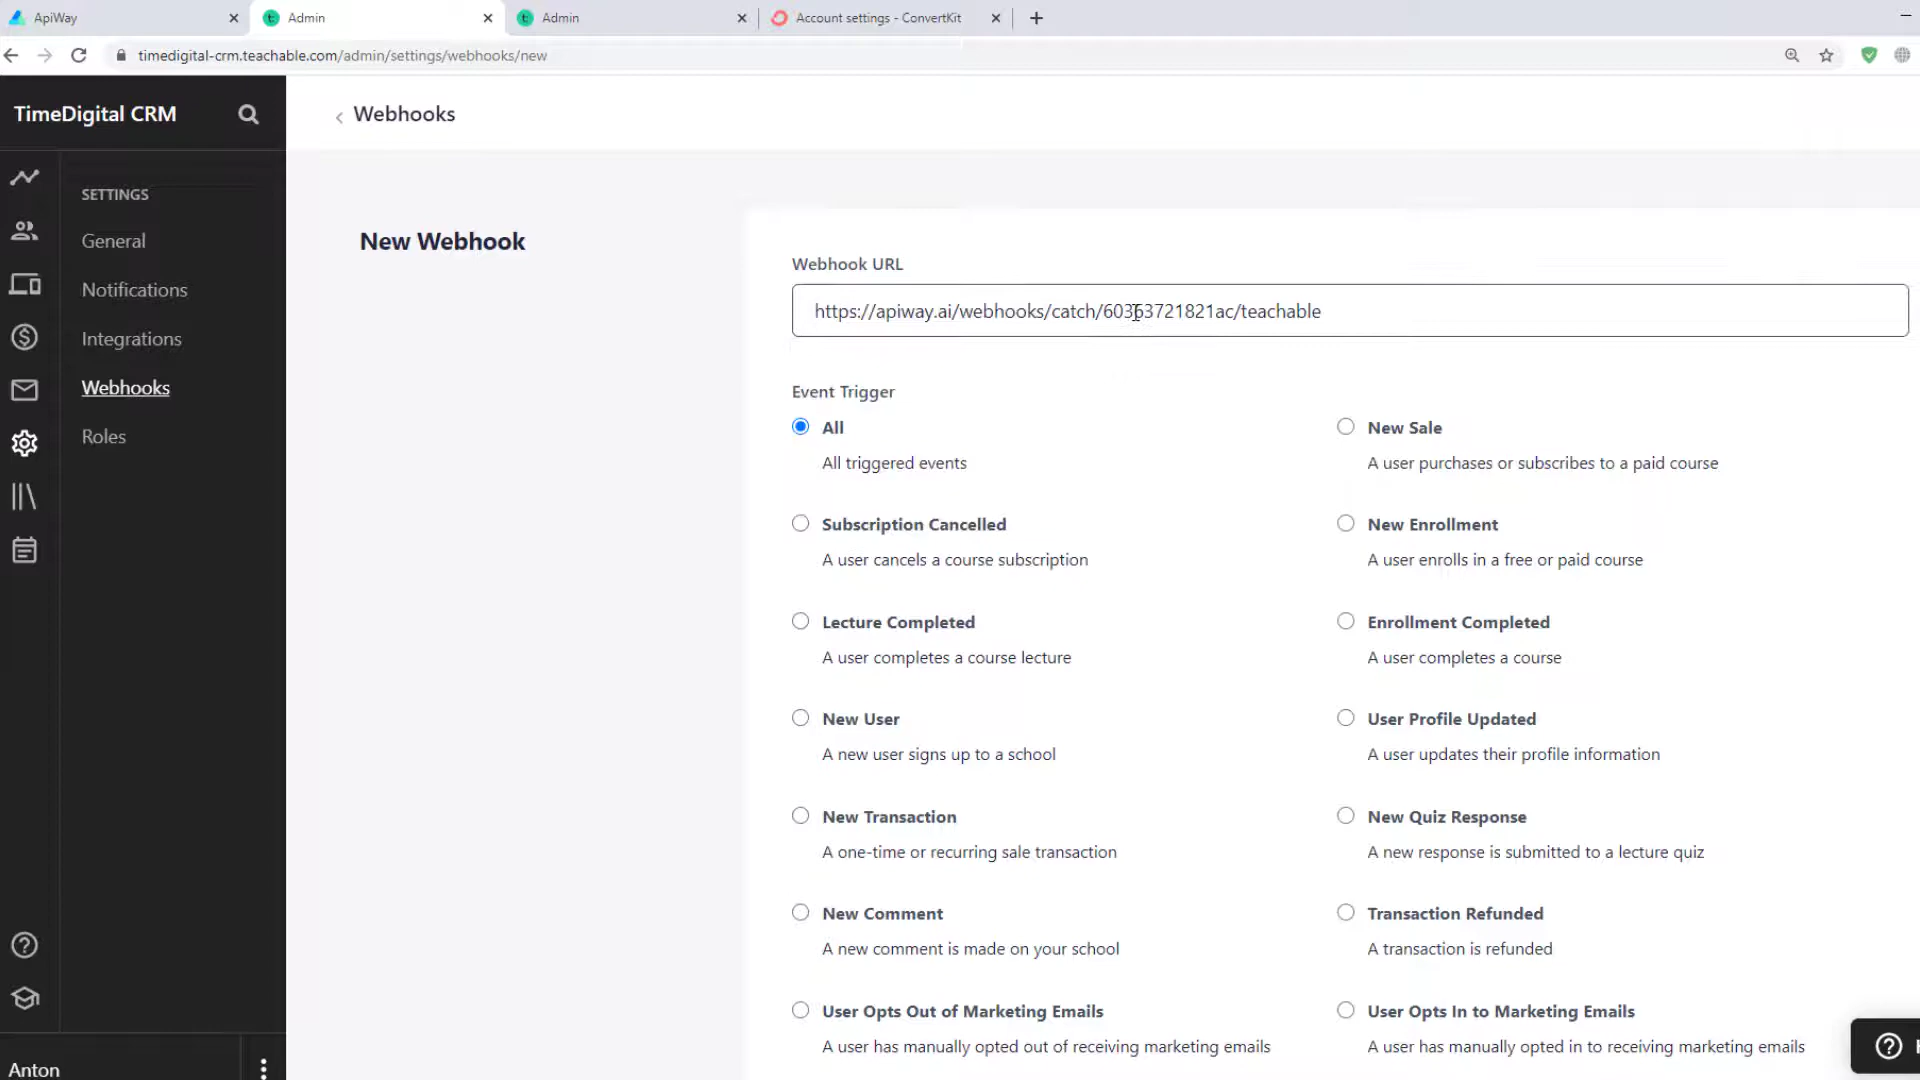 ApiWay
Admin
Admin
Account settings - ConvertKit
timedigital-crm.teachable.com/admin/settings/webhooks/new
TimeDigital CRM
SETTINGS
General
Notifications
Integrations
Webhooks
Roles
Anton
Webhooks
New Webhook
Webhook URL
https://apiway.ai/webhooks/catch/60363721821ac/teachable
Event Trigger
All
All triggered events
New Sale
A user purchases or subscribes to a paid course
Subscription Cancelled
A user cancels a course subscription
New Enrollment
A user enrolls in a free or paid course
Lecture Completed
A user completes a course lecture
Enrollment Completed
A user completes a course
New User
A new user signs up to a school
User Profile Updated
A user updates their profile information
New Transaction
A one-time or recurring sale transaction
New Quiz Response
A new response is submitted to a lecture quiz
New Comment
A new comment is made on your school
Transaction Refunded
A transaction is refunded
User Opts Out of Marketing Emails
A user has manually opted out of receiving marketing emails
User Opts In to Marketing Emails
A user has manually opted in to receiving marketing emails